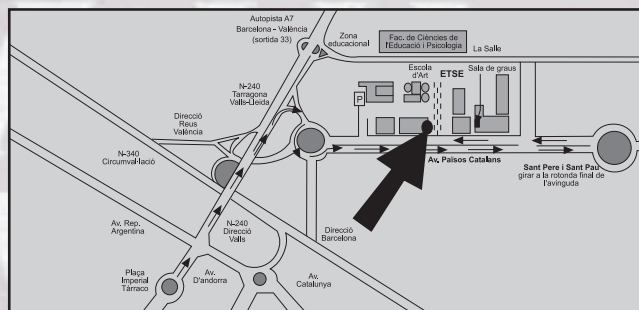 Autopista A7
Barcelona - València
(sortida 33)
Zona
educacional
Fac. de Ciències de
l'Educació i Psicologia
La Salle
N-240
Tarragona
Valls-Lleida
Escola
d'Art
ETSE
Sala de graus
P
Direcció
Reus
València
N-340
Circumval·lació
Av. Països Catalans
Sant Pere i Sant Pau
girar a la rotonda final de
l'avinguda
Av. Rep.
Argentina
N-240
Direcció
Valls
Direcció
Barcelona
Plaça
Imperial
Tàrraco
Av.
D'andorra
Av.
Catalunya